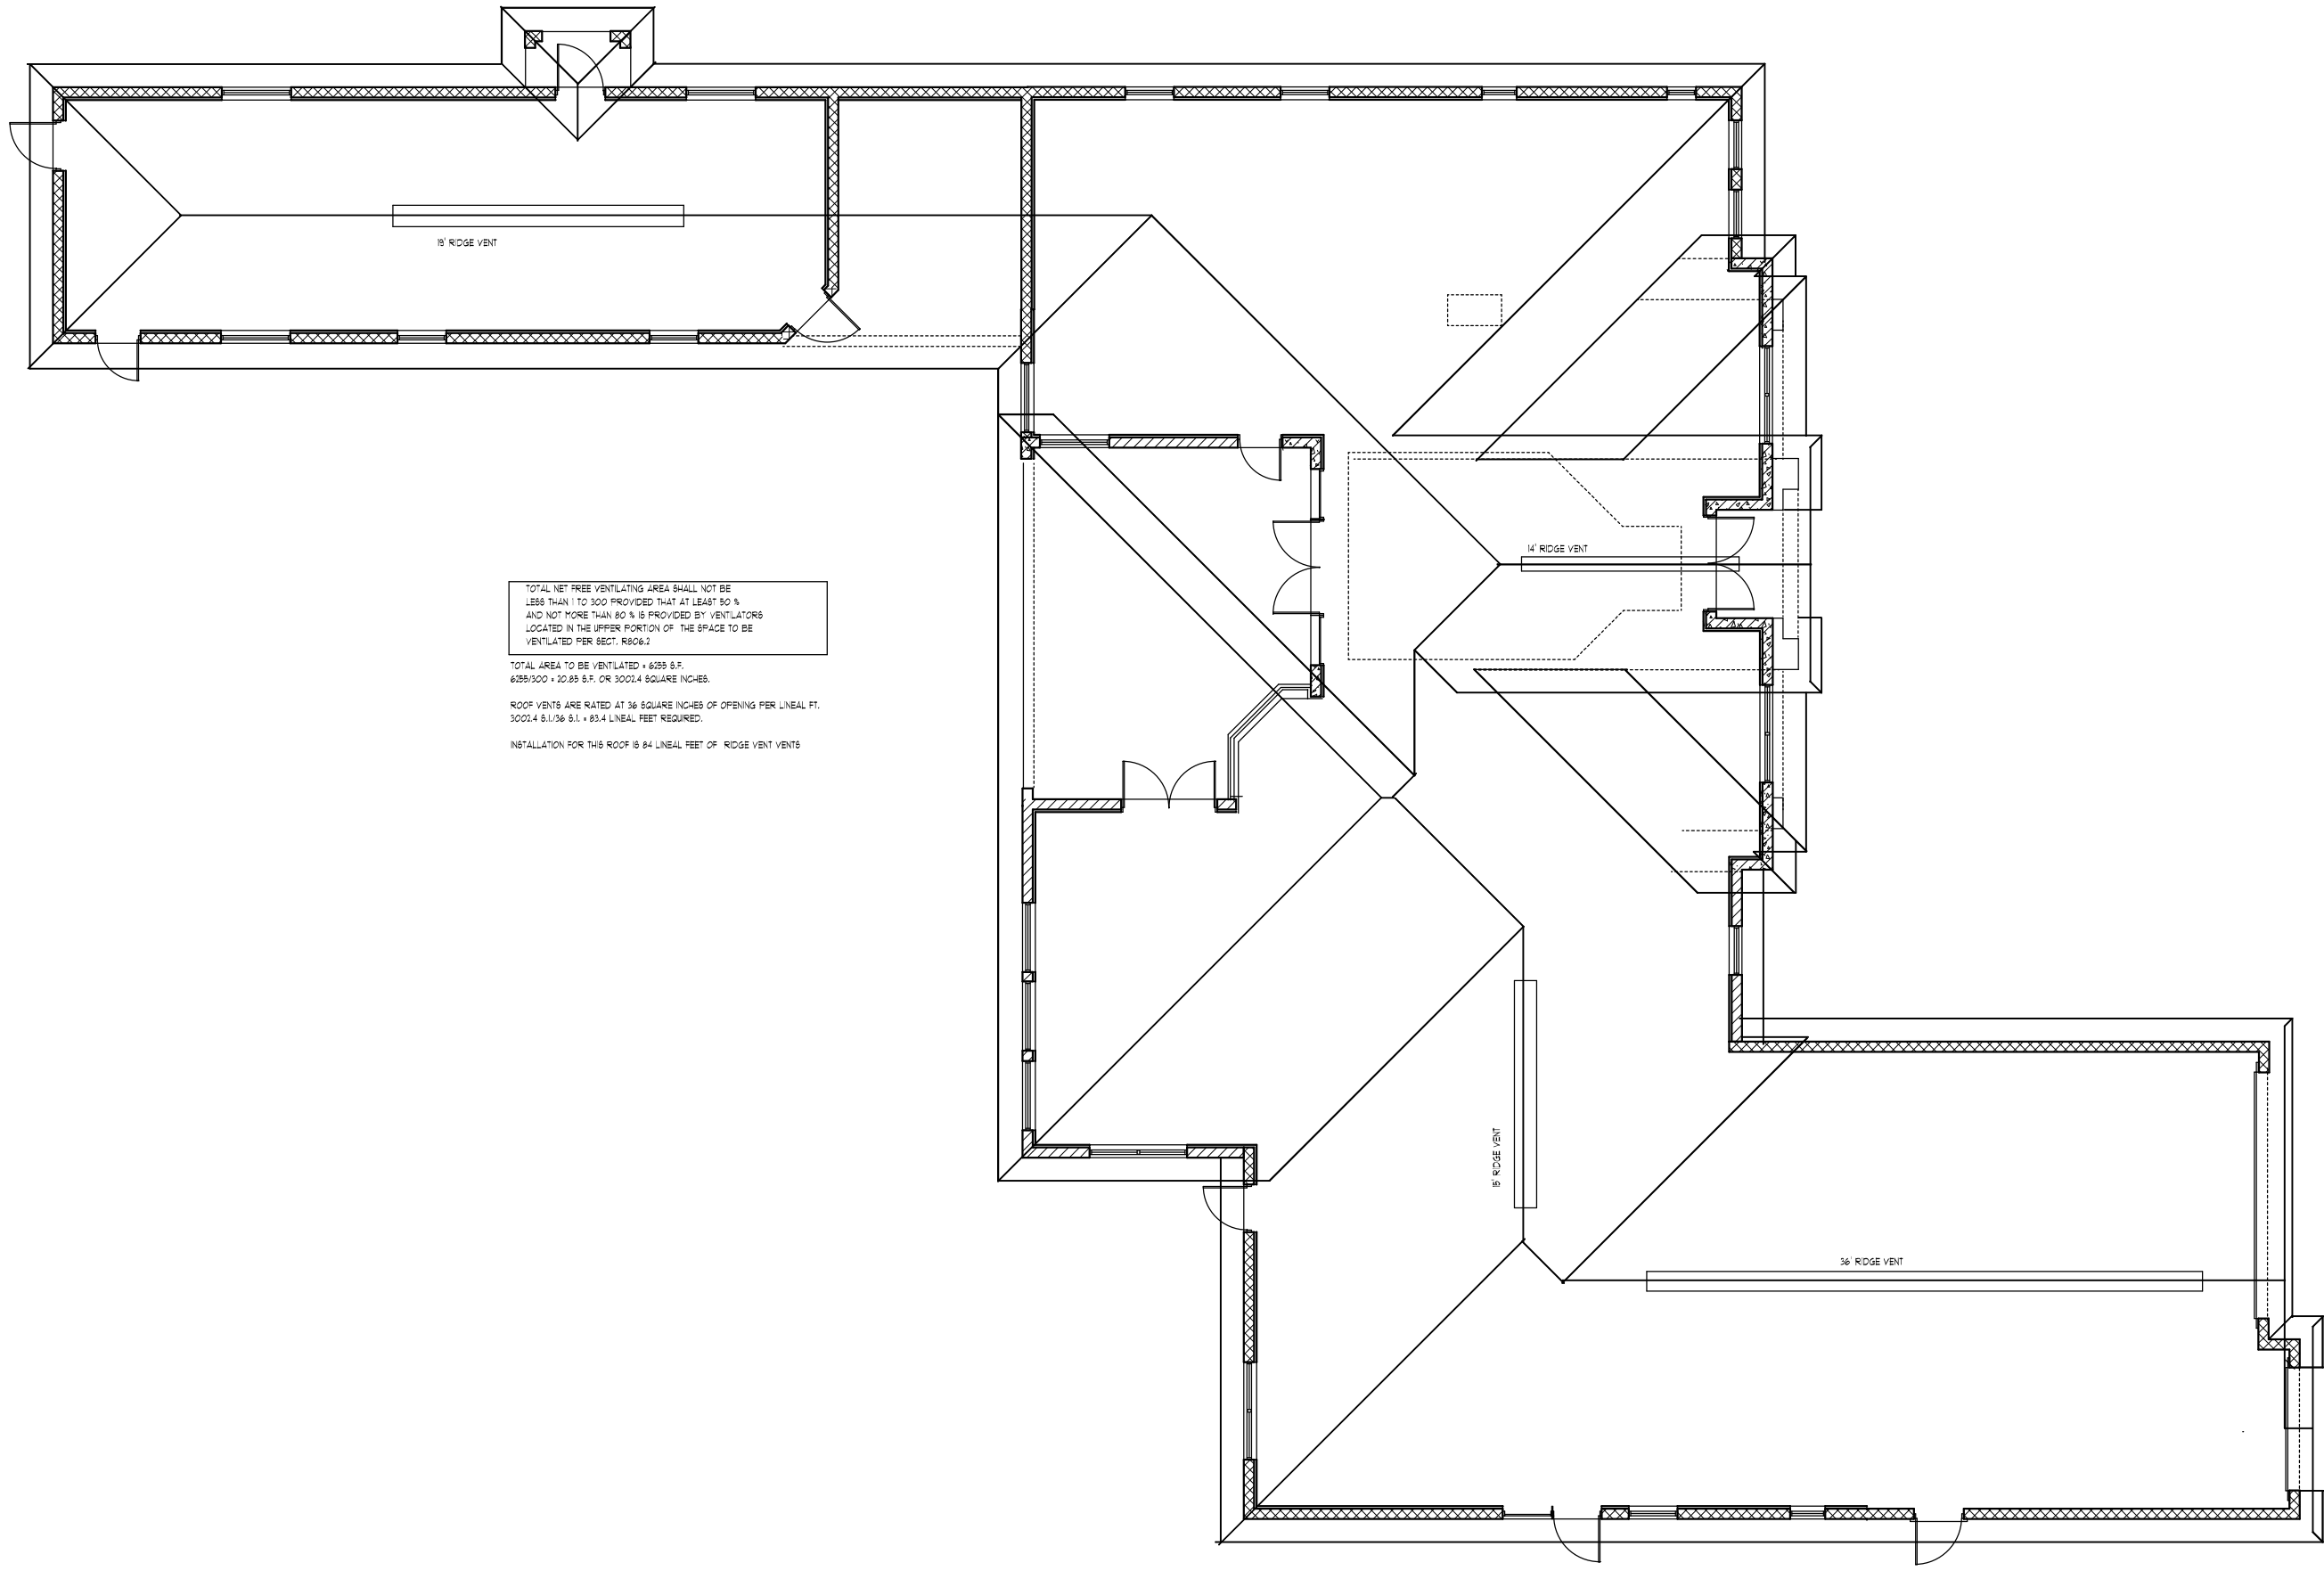 19' RIDGE VENT
14' RIDGE VENT
TOTAL NET FREE VENTILATING AREA SHALL NOT BE
LESS THAN 1 TO 300 PROVIDED THAT AT LEAST 50 %
AND NOT MORE THAN 80 % IS PROVIDED BY VENTILATORS
LOCATED IN THE UPPER PORTION OF THE SPACE TO BE
VENTILATED PER SECT. R806.2
TOTAL AREA TO BE VENTILATED = 6255 S.F.
6255/300 = 20.85 S.F. OR 3002.4 SQUARE INCHES.
ROOF VENTS ARE RATED AT 36 SQUARE INCHES OF OPENING PER LINEAL FT.
3002.4 S.I./36 S.I. = 83.4 LINEAL FEET REQUIRED.
INSTALLATION FOR THIS ROOF IS 84 LINEAL FEET OF RIDGE VENT VENTS
15' RIDGE VENT
36' RIDGE VENT